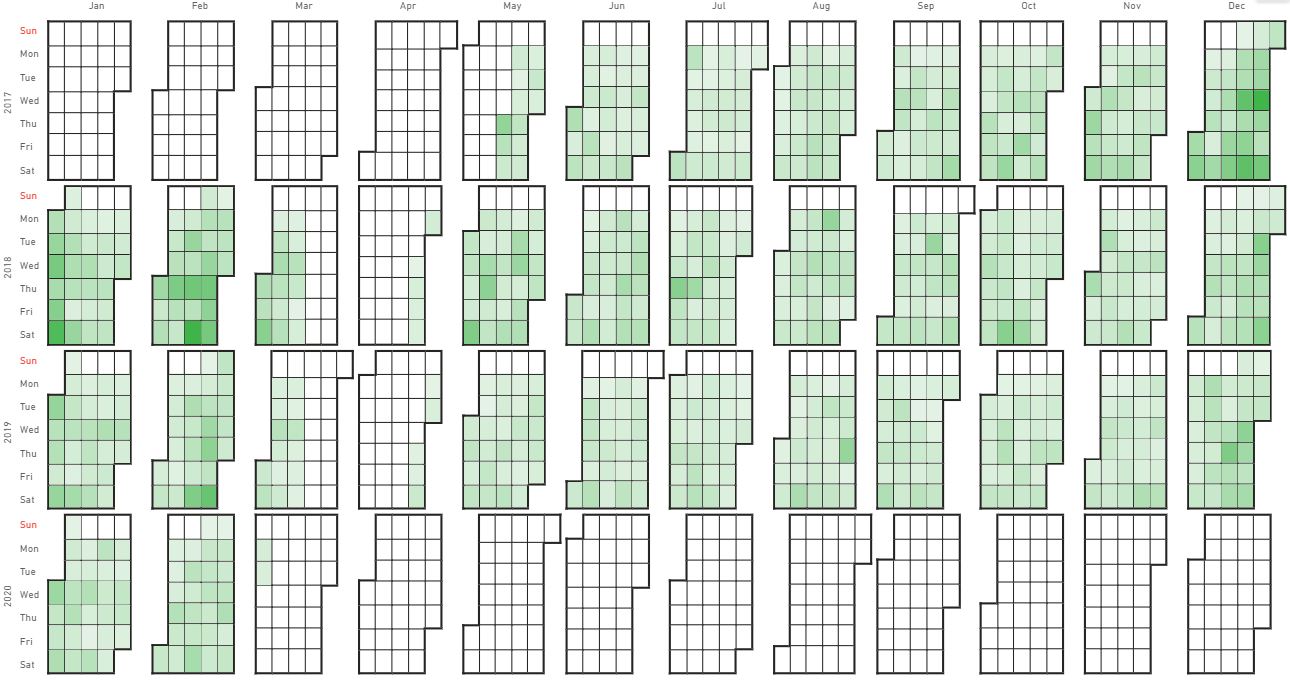 Jan Feb Mar Apr May Jun Jul Aug Sep Oct Nov Dec
2017
Sun
Mon
Tue
Wed
Thu
Fri
Sat
2018
Sun
Mon
Tue
Wed
Thu
Fri
Sat
2019
Sun
Mon
Tue
Wed
Thu
Fri
Sat
2020
Sun
Mon
Tue
Wed
Thu
Fri
Sat